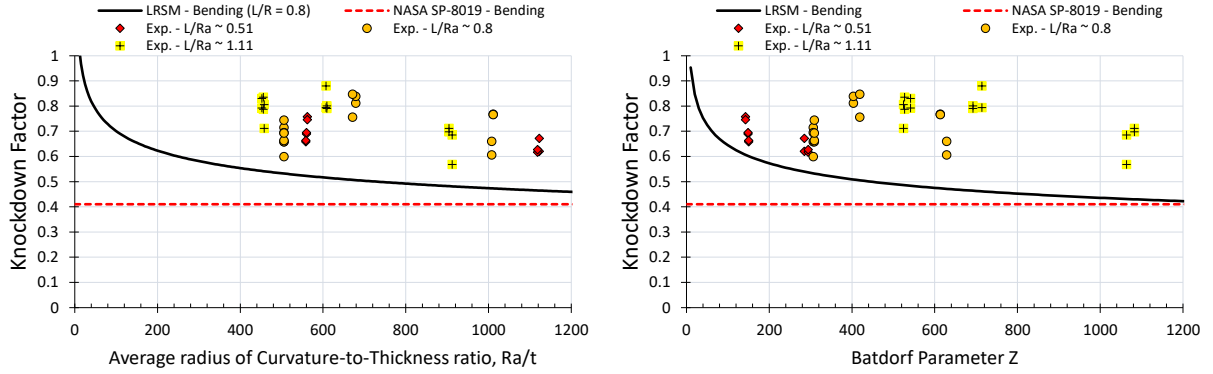 LRSM - Bending (L/R = 0.8) NASA SP-8019 - Bending
Exp. - L/Ra ~ 0.51 Exp. - L/Ra ~ 0.8
Exp. - L/Ra ~ 1.11
1
0.9
0.8
0.7
0.6
0.5
0.4
0.3
0.2
0.1
0
Knockdown Factor
0 200 400 600 800 1000 1200
Average radius of Curvature-to-Thickness ratio, Ra/t
LRSM - Bending NASA SP-8019 - Bending
Exp. - L/Ra ~ 0.51 Exp. - L/Ra ~ 0.8
Exp. - L/Ra ~ 1.11
1
0.9
0.8
0.7
0.6
0.5
0.4
0.3
0.2
0.1
0
Knockdown Factor
0 200 400 600 800 1000 1200
Batdorf Parameter Z